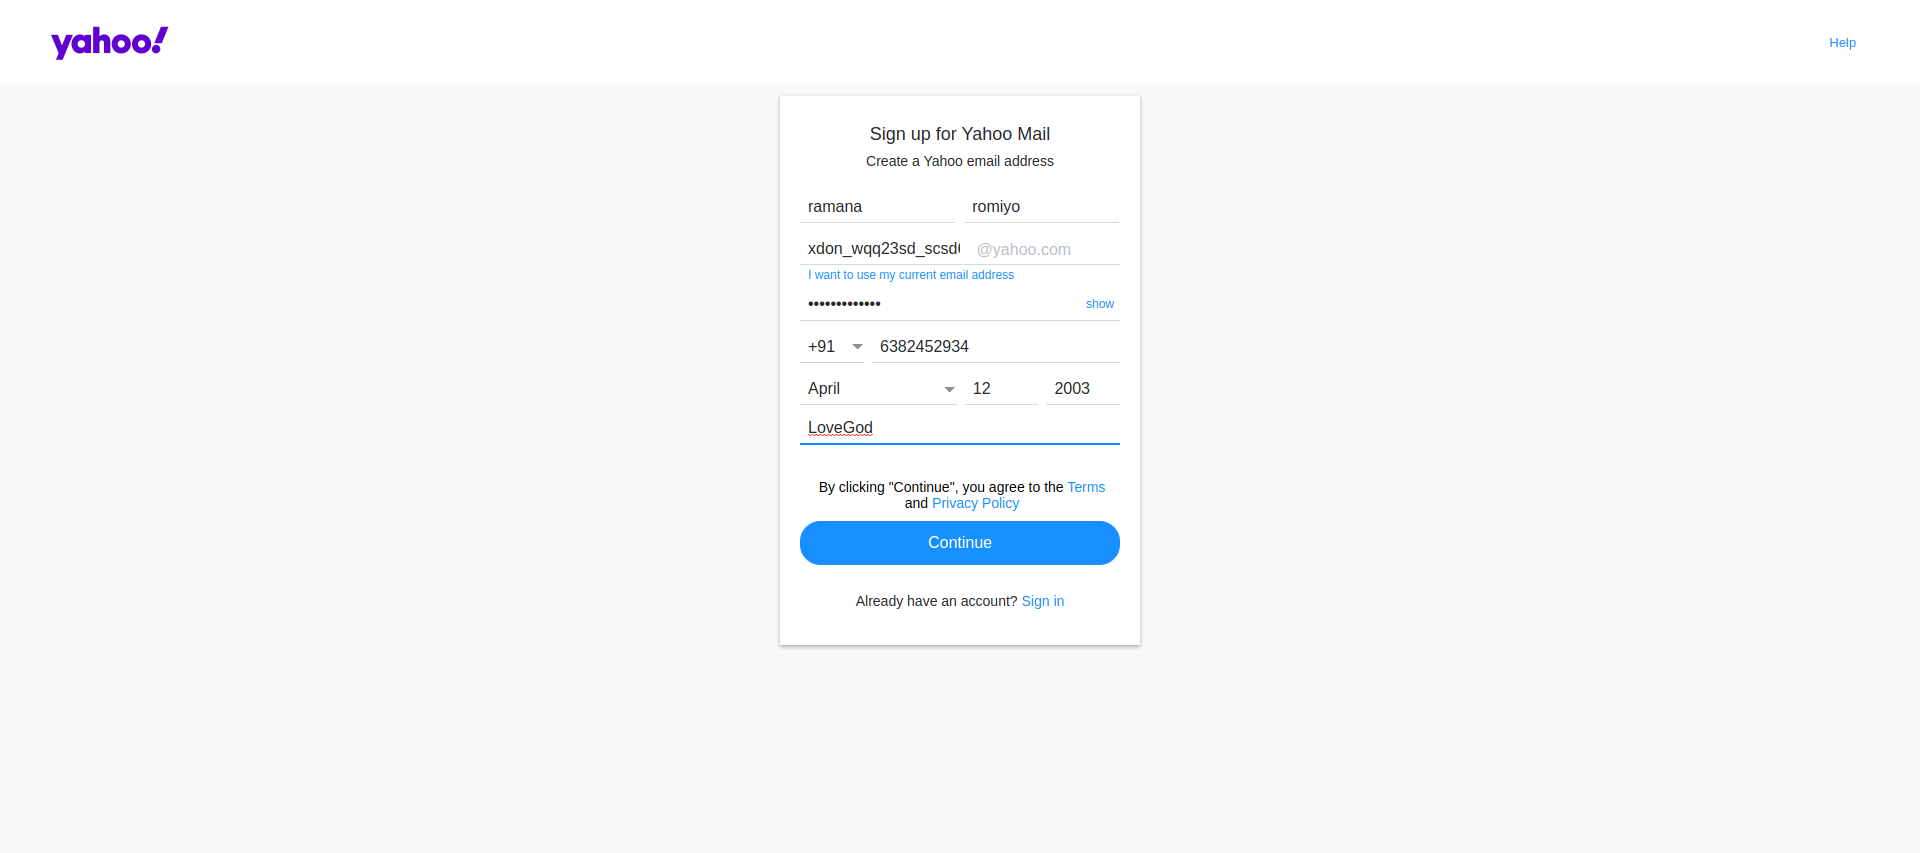 yahoo!
Help
Sign up for Yahoo Mail
Create a Yahoo email address
ramana romiyo
xdon_wqq23sd_scsd @yahoo.com
I want to use my current email address
••••••••••••• show
+91 6382452934
April 12 2003
LoveGod
By clicking "Continue", you agree to the Terms
and Privacy Policy
Continue
Already have an account? Sign in